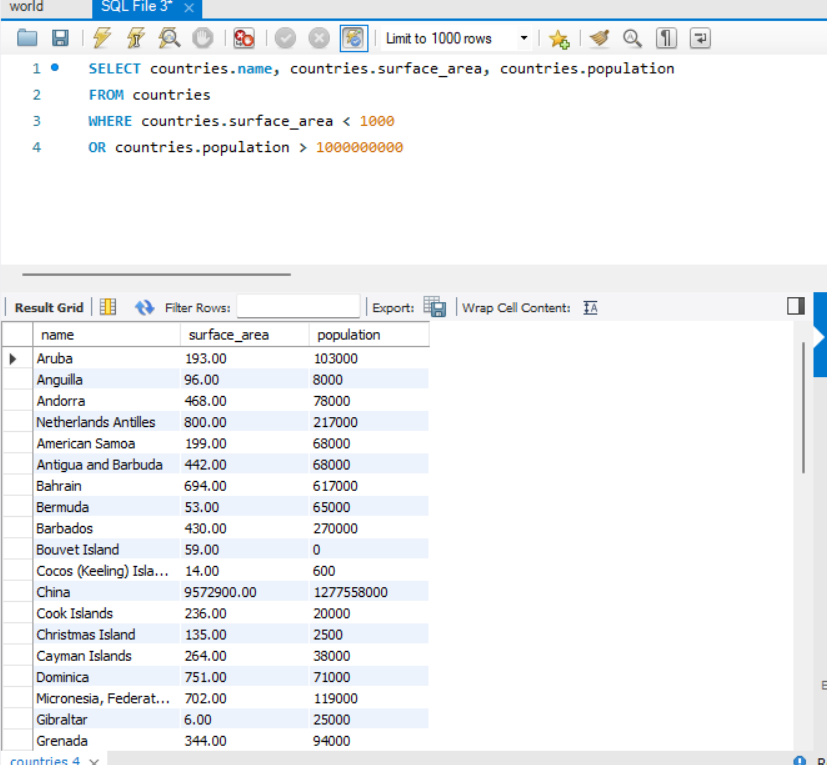 world SQL File 3*
Limit to 1000 rows
1 SELECT countries.name, countries.surface_area, countries.population
2 FROM countries
3 WHERE countries.surface_area < 1000
4 OR countries.population > 1000000000
Result Grid Filter Rows: Export: Wrap Cell Content:
name surface_area population
Aruba 193.00 103000
Anguilla 96.00 8000
Andorra 468.00 78000
Netherlands Antilles 800.00 217000
American Samoa 199.00 68000
Antigua and Barbuda 442.00 68000
Bahrain 694.00 617000
Bermuda 53.00 65000
Barbados 430.00 270000
Bouvet Island 59.00 0
Cocos (Keeling) Isla... 14.00 600
China 9572900.00 1277558000
Cook Islands 236.00 20000
Christmas Island 135.00 2500
Cayman Islands 264.00 38000
Dominica 751.00 71000
Micronesia, Federat... 702.00 119000
Gibraltar 6.00 25000
Grenada 344.00 94000
countries 4